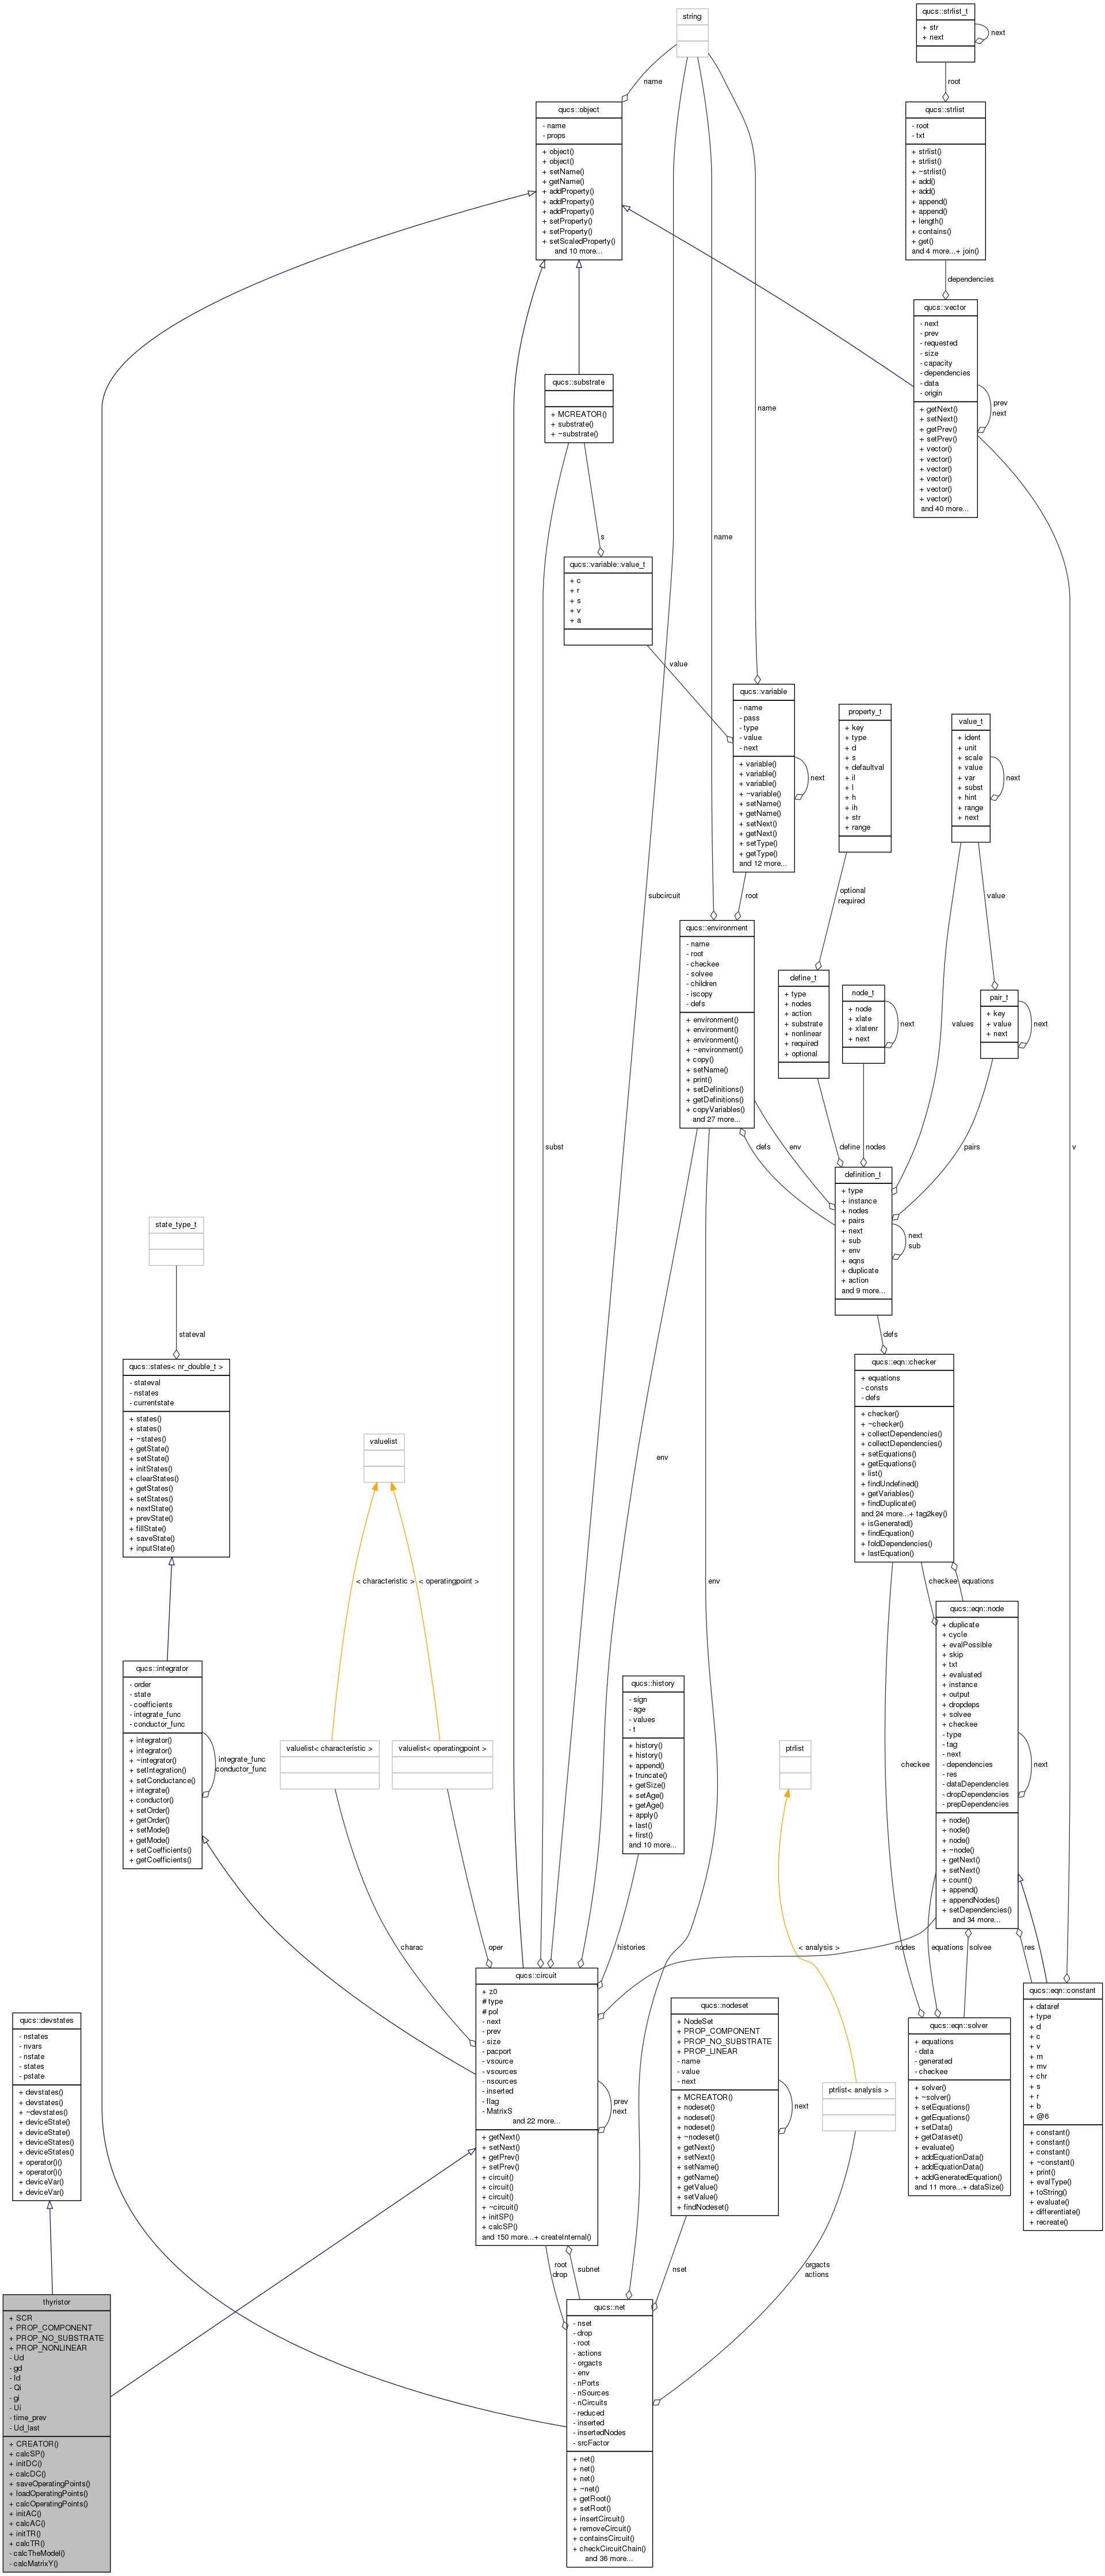 string
name
qucs::strlist_t
+ str
+ next
next
root
qucs::object
- name
- props
+ object()
+ object()
+ setName()
+ getName()
+ addProperty()
+ addProperty()
+ addProperty()
+ setProperty()
+ setProperty()
+ setScaledProperty()
and 10 more...
qucs::strlist
- root
- txt
+ strlist()
+ strlist()
+ ~strlist()
+ add()
+ add()
+ append()
+ append()
+ length()
+ contains()
+ get()
and 4 more...+ join()
dependencies
qucs::vector
- next
- prev
- requested
- size
- capacity
- dependencies
- data
- origin
+ getNext()
+ setNext()
+ getPrev()
+ setPrev()
+ vector()
+ vector()
+ vector()
+ vector()
+ vector()
+ vector()
and 40 more...
prev
next
qucs::substrate
+ MCREATOR()
+ substrate()
+ ~substrate()
name
name
s
qucs::variable::value_t
+ c
+ r
+ s
+ v
+ a
value
qucs::variable
- name
- pass
- type
- value
- next
+ variable()
+ variable()
+ variable()
+ ~variable()
+ setName()
+ getName()
+ setNext()
+ getNext()
+ setType()
+ getType()
and 12 more...
next
property_t
+ key
+ type
+ d
+ s
+ defaultval
+ il
+ l
+ h
+ ih
+ str
+ range
value_t
+ ident
+ unit
+ scale
+ value
+ var
+ subst
+ hint
+ range
+ next
next
subcircuit
root
optional
required
value
qucs::environment
- name
- root
- checkee
- solvee
- children
- iscopy
- defs
+ environment()
+ environment()
+ environment()
+ ~environment()
+ copy()
+ setName()
+ print()
+ setDefinitions()
+ getDefinitions()
+ copyVariables()
and 27 more...
define_t
+ type
+ nodes
+ action
+ substrate
+ nonlinear
+ required
+ optional
node_t
+ node
+ xlate
+ xlatenr
+ next
next
values
pair_t
+ key
+ value
+ next
next
subst
defs
env
define
nodes
pairs
v
definition_t
+ type
+ instance
+ nodes
+ pairs
+ next
+ sub
+ env
+ eqns
+ duplicate
+ action
and 9 more...
next
sub
state_type_t
stateval
defs
qucs::states< nr_double_t >
- stateval
- nstates
- currentstate
+ states()
+ states()
+ ~states()
+ getState()
+ setState()
+ initStates()
+ clearStates()
+ getStates()
+ setStates()
+ nextState()
+ prevState()
+ fillState()
+ saveState()
+ inputState()
qucs::eqn::checker
+ equations
- consts
- defs
+ checker()
+ ~checker()
+ collectDependencies()
+ collectDependencies()
+ setEquations()
+ getEquations()
+ list()
+ findUndefined()
+ getVariables()
+ findDuplicate()
and 24 more...+ tag2key()
+ isGenerated()
+ findEquation()
+ foldDependencies()
+ lastEquation()
valuelist
env
< characteristic >
< operatingpoint >
env
checkee
equations
qucs::eqn::node
+ duplicate
+ cycle
+ evalPossible
+ skip
+ txt
+ evaluated
+ instance
+ output
+ dropdeps
+ solvee
+ checkee
- type
- tag
- next
- dependencies
- res
- dataDependencies
- dropDependencies
- prepDependencies
+ node()
+ node()
+ node()
+ ~node()
+ getNext()
+ setNext()
+ count()
+ append()
+ appendNodes()
+ setDependencies()
and 34 more...
next
qucs::integrator
- order
- state
- coefficients
- integrate_func
- conductor_func
+ integrator()
+ integrator()
+ ~integrator()
+ setIntegration()
+ setConductance()
+ integrate()
+ conductor()
+ setOrder()
+ getOrder()
+ setMode()
+ getMode()
+ setCoefficients()
+ getCoefficients()
integrate_func
conductor_func
valuelist< characteristic >
valuelist< operatingpoint >
qucs::history
- sign
- age
- values
- t
+ history()
+ history()
+ append()
+ truncate()
+ getSize()
+ setAge()
+ getAge()
+ apply()
+ last()
+ first()
and 10 more...
ptrlist
checkee
charac
oper
histories
< analysis >
nodes
equations
solvee
res
qucs::circuit
+ z0
# type
# pol
- next
- prev
- size
- pacport
- vsource
- vsources
- nsources
- inserted
- flag
- MatrixS
and 22 more...
+ getNext()
+ setNext()
+ getPrev()
+ setPrev()
+ circuit()
+ circuit()
+ circuit()
+ ~circuit()
+ initSP()
+ calcSP()
and 150 more...+ createInternal()
prev
next
qucs::nodeset
+ NodeSet
+ PROP_COMPONENT
+ PROP_NO_SUBSTRATE
+ PROP_LINEAR
- name
- value
- next
+ MCREATOR()
+ nodeset()
+ nodeset()
+ nodeset()
+ ~nodeset()
+ getNext()
+ setNext()
+ setName()
+ getName()
+ getValue()
+ setValue()
+ findNodeset()
next
ptrlist< analysis >
qucs::eqn::solver
+ equations
- data
- generated
- checkee
+ solver()
+ ~solver()
+ setEquations()
+ getEquations()
+ setData()
+ getDataset()
+ evaluate()
+ addEquationData()
+ addEquationData()
+ addGeneratedEquation()
and 11 more...+ dataSize()
qucs::eqn::constant
+ dataref
+ type
+ d
+ c
+ v
+ m
+ mv
+ chr
+ s
+ r
+ b
+ @6
+ constant()
+ constant()
+ constant()
+ ~constant()
+ print()
+ evalType()
+ toString()
+ evaluate()
+ differentiate()
+ recreate()
qucs::devstates
- nstates
- nvars
- nstate
- states
- pstate
+ devstates()
+ devstates()
+ ~devstates()
+ deviceState()
+ deviceState()
+ deviceStates()
+ deviceStates()
+ operator()()
+ operator()()
+ deviceVar()
+ deviceVar()
root
drop
subnet
nset
orgacts
actions
thyristor
+ SCR
+ PROP_COMPONENT
+ PROP_NO_SUBSTRATE
+ PROP_NONLINEAR
- Ud
- gd
- Id
- Qi
- gi
- Ui
- time_prev
- Ud_last
+ CREATOR()
+ calcSP()
+ initDC()
+ calcDC()
+ saveOperatingPoints()
+ loadOperatingPoints()
+ calcOperatingPoints()
+ initAC()
+ calcAC()
+ initTR()
+ calcTR()
- calcTheModel()
- calcMatrixY()
qucs::net
- nset
- drop
- root
- actions
- orgacts
- env
- nPorts
- nSources
- nCircuits
- reduced
- inserted
- insertedNodes
- srcFactor
+ net()
+ net()
+ net()
+ ~net()
+ getRoot()
+ setRoot()
+ insertCircuit()
+ removeCircuit()
+ containsCircuit()
+ checkCircuitChain()
and 36 more...